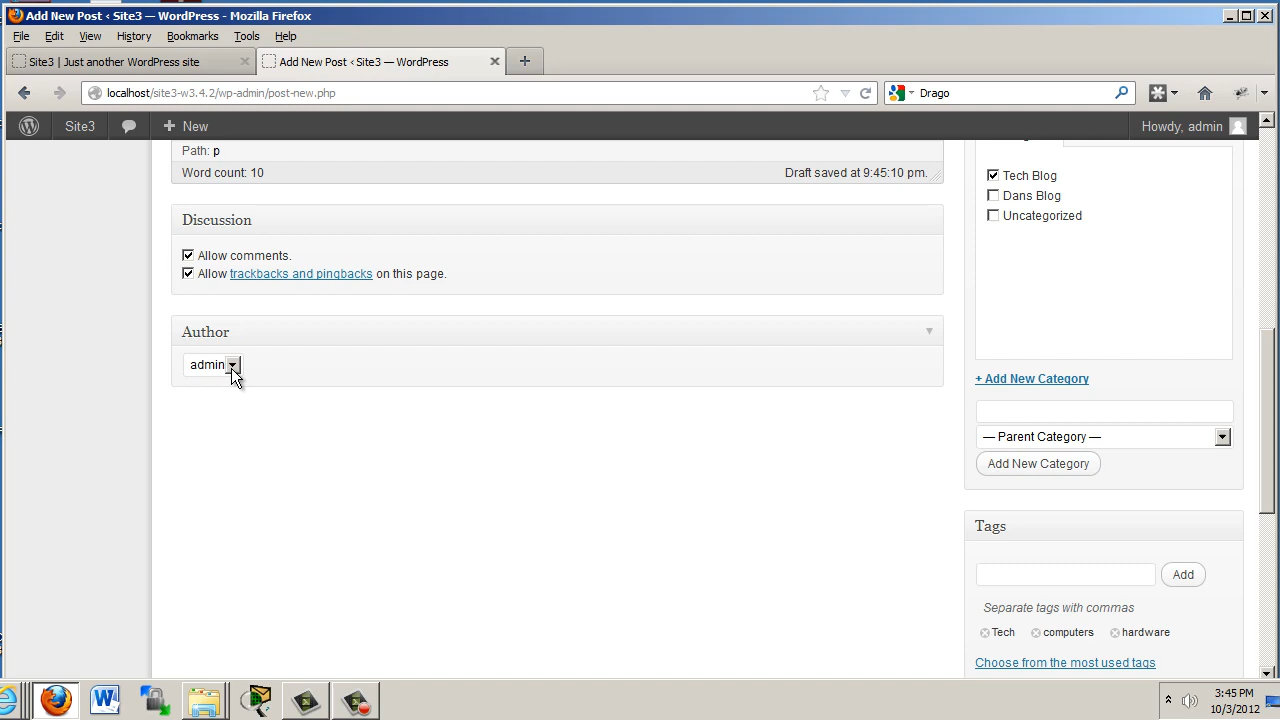 Add New Post ‹ Site3 — WordPress - Mozilla Firefox
File Edit View History Bookmarks Tools Help
Site3 | Just another WordPress site
Add New Post ‹ Site3 — WordPress
localhost/site3-w3.4.2/wp-admin/post-new.php
Drago
Site3
+ New
Howdy, admin
Path: p
Word count: 10
Draft saved at 9:45:10 pm.
Discussion
Allow comments.
Allow trackbacks and pingbacks on this page.
Author
admin
Tech Blog
Dans Blog
Uncategorized
+ Add New Category
— Parent Category —
Add New Category
Tags
Add
Separate tags with commas
Tech
computers
hardware
Choose from the most used tags
3:45 PM
10/3/2012